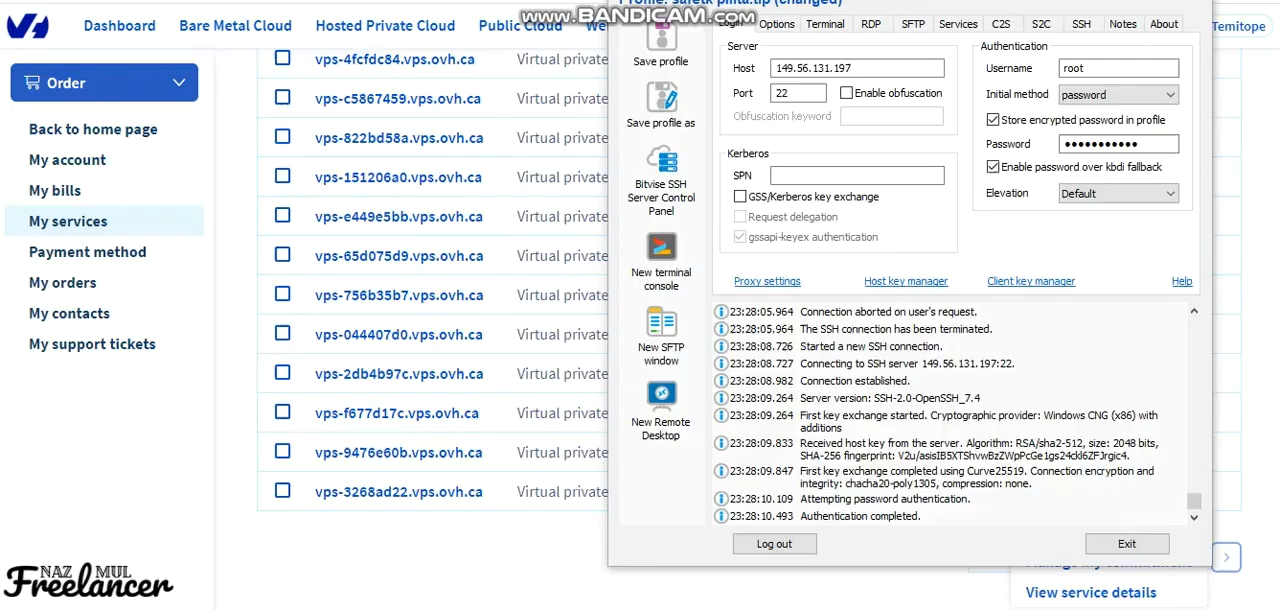 Dashboard
Bare Metal Cloud
Hosted Private Cloud
Public Cloud
We
Temitope
www.BANDICAM.com
Profile: (changed)
Order
Back to home page
My account
My bills
My services
Payment method
My orders
My contacts
My support tickets
vps-4fcfdc84.vps.ovh.ca Virtual private
vps-c5867459.vps.ovh.ca Virtual private
vps-822bd58a.vps.ovh.ca Virtual private
vps-151206a0.vps.ovh.ca Virtual private
vps-e449e5bb.vps.ovh.ca Virtual private
vps-65d075d9.vps.ovh.ca Virtual private
vps-756b35b7.vps.ovh.ca Virtual private
vps-044407d0.vps.ovh.ca Virtual private
vps-2db4b97c.vps.ovh.ca Virtual private
vps-f677d17c.vps.ovh.ca Virtual private
vps-9476e60b.vps.ovh.ca Virtual private
vps-3268ad22.vps.ovh.ca Virtual private
Save profile
Save profile as
Bitvise SSH
Server Control
Panel
New terminal
console
New SFTP
window
New Remote
Desktop
Login Options Terminal RDP SFTP Services C2S S2C SSH Notes About
Server
Host 149.56.131.197
Port 22 Enable obfuscation
Obfuscation keyword
Kerberos
SPN
GSS/Kerberos key exchange
Request delegation
gssapi-keyex authentication
Authentication
Username root
Initial method password
Store encrypted password in profile
Password •••••••••••
Enable password over kbdi fallback
Elevation Default
Proxy settings Host key manager Client key manager Help
23:28:05.964 Connection aborted on user's request.
23:28:05.964 The SSH connection has been terminated.
23:28:08.726 Started a new SSH connection.
23:28:08.727 Connecting to SSH server 149.56.131.197:22.
23:28:08.982 Connection established.
23:28:09.264 Server version: SSH-2.0-OpenSSH_7.4
23:28:09.264 First key exchange started. Cryptographic provider: Windows CNG (x86) with
additions
23:28:09.833 Received host key from the server. Algorithm: RSA/sha2-512, size: 2048 bits,
SHA-256 fingerprint: V2u/asisIB5XTShvwBzZWpPcGe1gs24ckl6ZFJrgic4.
23:28:09.847 First key exchange completed using Curve25519. Connection encryption and
integrity: chacha20-poly1305, compression: none.
23:28:10.109 Attempting password authentication.
23:28:10.493 Authentication completed.
Log out Exit
Manage my commitment
View service details
NAZ MUL
Freelancer